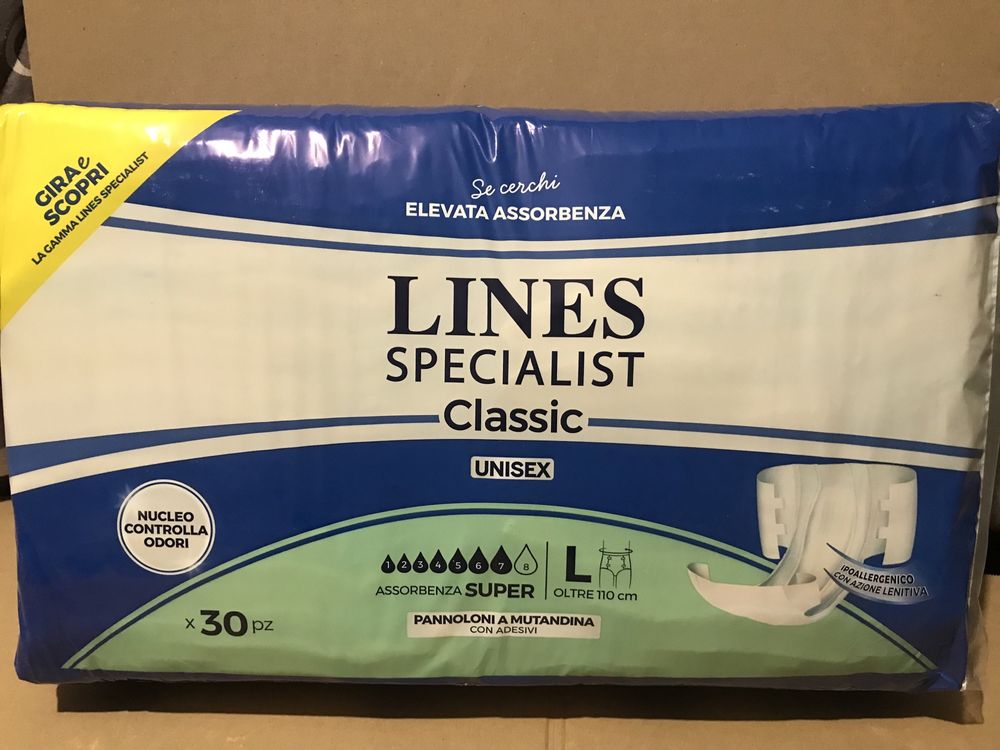 GIRA e
SCOPRI
LA GAMMA LINES SPECIALIST
Se cerchi
ELEVATA ASSORBENZA
LINES
SPECIALIST
Classic
UNISEX
NUCLEO
CONTROLLA
ODORI
1 2 3 4 5 6 7 8
ASSORBENZA SUPER
L
OLTRE 110 cm
IPOALLERGENICO
CON AZIONE LENITIVA
x 30 pz
PANNOLONI A MUTANDINA
CON ADESIVI